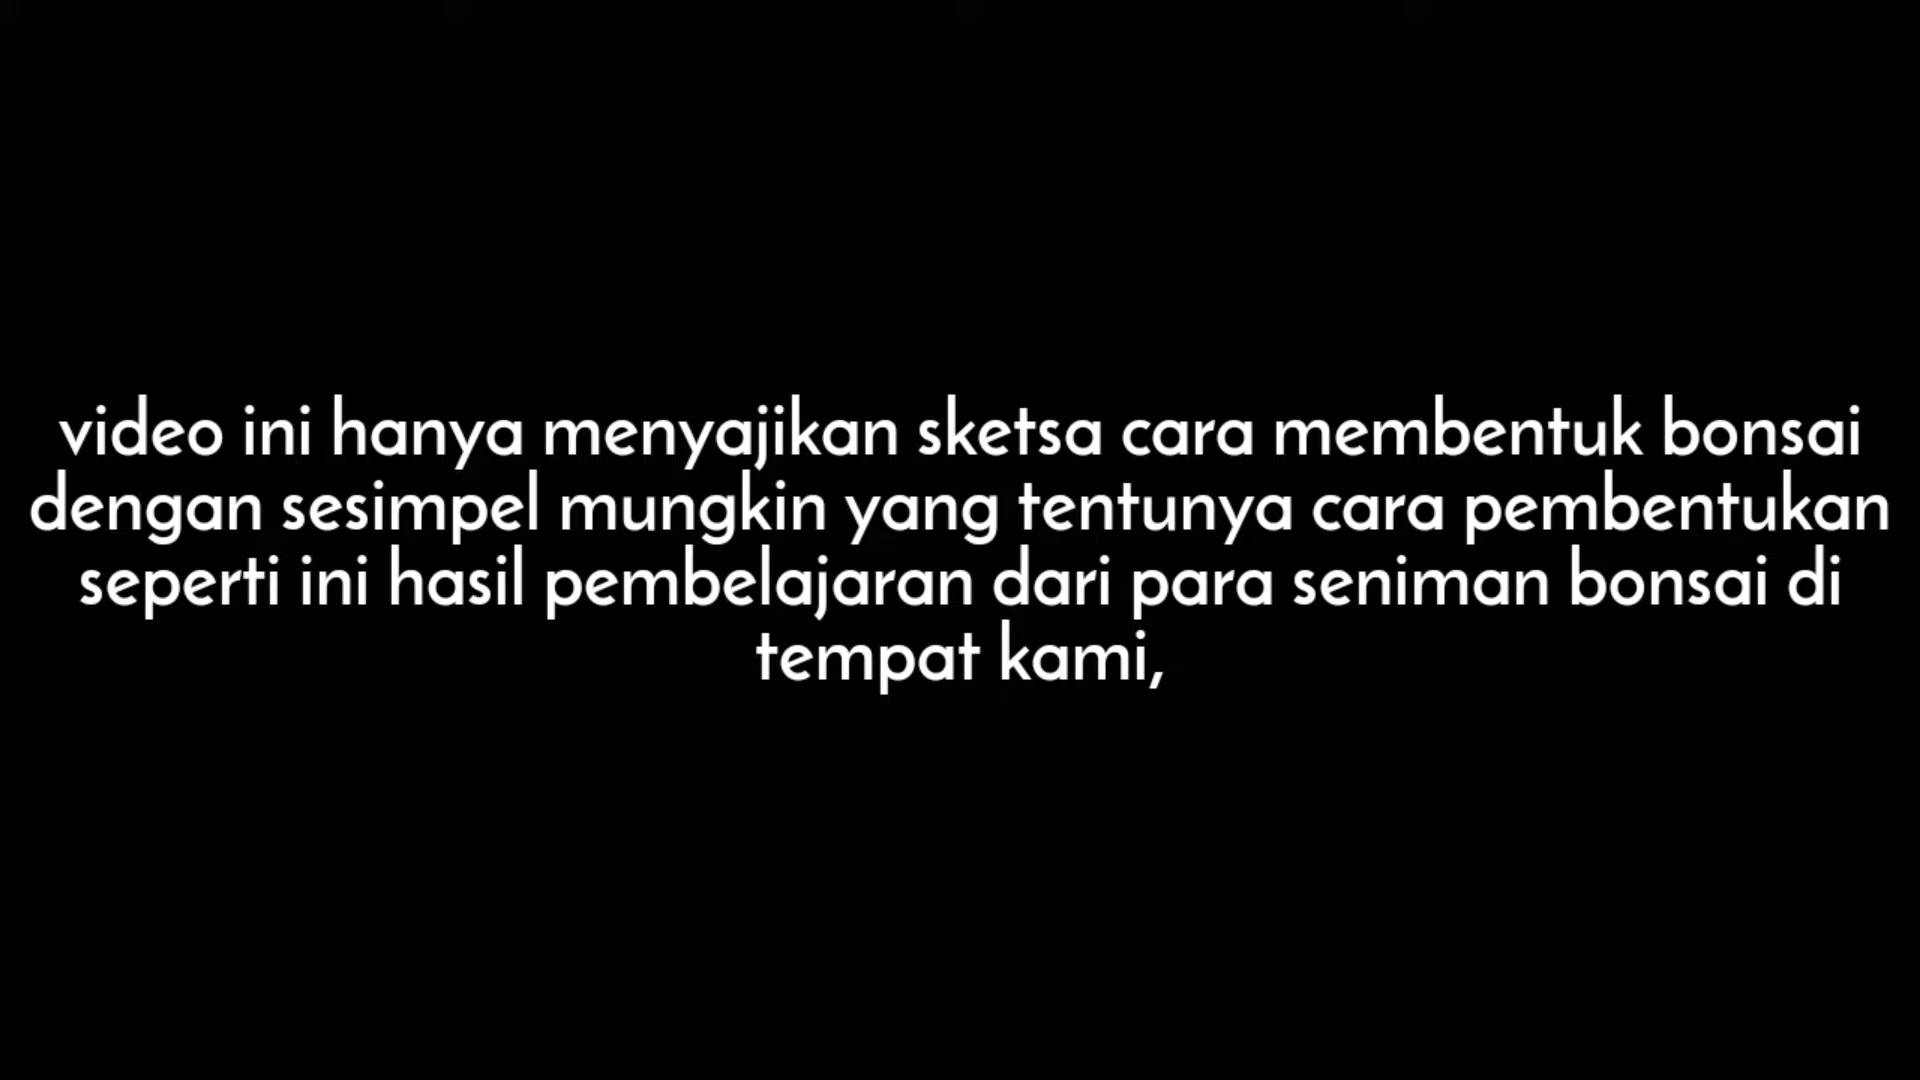 video ini hanya menyajikan sketsa cara membentuk bonsai
dengan sesimpel mungkin yang tentunya cara pembentukan
seperti ini hasil pembelajaran dari para seniman bonsai di
tempat kami,